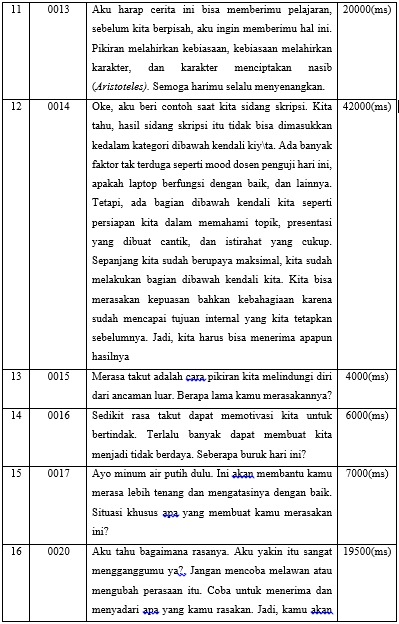 11 0013 Aku harap cerita ini bisa memberimu pelajaran, 20000(ms)
sebelum kita berpisah, aku ingin memberimu hal ini.
Pikiran melahirkan kebiasaan, kebiasaan melahirkan
karakter, dan karakter menciptakan nasib
(Aristoteles). Semoga harimu selalu menyenangkan.
12 0014 Oke, aku beri contoh saat kita sidang skripsi. Kita 42000(ms)
tahu, hasil sidang skripsi itu tidak bisa dimasukkan
kedalam kategori dibawah kendali kiy\ta. Ada banyak
faktor tak terduga seperti mood dosen penguji hari ini,
apakah laptop berfungsi dengan baik, dan lainnya.
Tetapi, ada bagian dibawah kendali kita seperti
persiapan kita dalam memahami topik, presentasi
yang dibuat cantik, dan istirahat yang cukup.
Sepanjang kita sudah berupaya maksimal, kita sudah
melakukan bagian dibawah kendali kita. Kita bisa
merasakan kepuasan bahkan kebahagiaan karena
sudah mencapai tujuan internal yang kita tetapkan
sebelumnya. Jadi, kita harus bisa menerima apapun
hasilnya
13 0015 Merasa takut adalah cara pikiran kita melindungi diri 4000(ms)
dari ancaman luar. Berapa lama kamu merasakannya?
14 0016 Sedikit rasa takut dapat memotivasi kita untuk 6000(ms)
bertindak. Terlalu banyak dapat membuat kita
menjadi tidak berdaya. Seberapa buruk hari ini?
15 0017 Ayo minum air putih dulu. Ini akan membantu kamu 7000(ms)
merasa lebih tenang dan mengatasinya dengan baik.
Situasi khusus apa yang membuat kamu merasakan
ini?
16 0020 Aku tahu bagaimana rasanya. Aku yakin itu sangat 19500(ms)
mengganggumu ya?. Jangan mencoba melawan atau
mengubah perasaan itu. Coba untuk menerima dan
menyadari apa yang kamu rasakan. Jadi, kamu akan